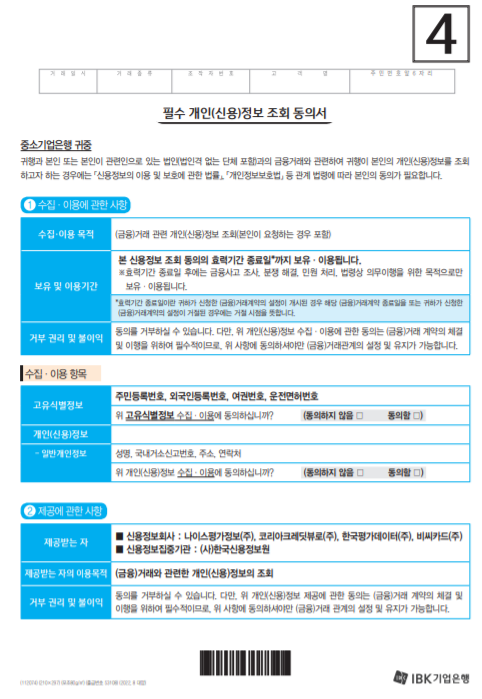 4
거 래 일 시
거 래 종 류
조 작 자 번 호
고 객 명
주 민 번 호 앞 6 자 리
필수 개인(신용)정보 조회 동의서
중소기업은행 귀중
귀행과 본인 또는 본인이 관련인으로 있는 법인(법인격 없는 단체 포함)과의 금융거래와 관련하여 귀행이 본인의 개인(신용)정보를 조회
하고자 하는 경우에는 「신용정보의 이용 및 보호에 관한 법률」, 「개인정보보호법」 등 관계 법령에 따라 본인의 동의가 필요합니다.
❶ 수집·이용에 관한 사항
수집·이용 목적
(금융)거래 관련 개인(신용)정보 조회(본인이 요청하는 경우 포함)
보유 및 이용기간
본 신용정보 조회 동의의 효력기간 종료일*까지 보유·이용됩니다.
※효력기간 종료일 후에는 금융사고 조사, 분쟁 해결, 민원 처리, 법령상 의무이행을 위한 목적으로만
보유·이용됩니다.
*효력기간 종료일이란 귀하가 신청한 (금융)거래계약의 설정이 개시된 경우 해당 (금융)거래계약 종료일을 또는 귀하가 신청한
(금융)거래계약의 설정이 거절된 경우에는 거절 시점을 뜻합니다.
거부 권리 및 불이익
동의를 거부하실 수 있습니다. 다만, 위 개인(신용)정보 수집·이용에 관한 동의는 (금융)거래 계약의 체결
및 이행을 위하여 필수적이므로, 위 사항에 동의하셔야만 (금융)거래관계의 설정 및 유지가 가능합니다.
수집·이용 항목
고유식별정보
주민등록번호, 외국인등록번호, 여권번호, 운전면허번호
위 고유식별정보 수집·이용에 동의하십니까? (동의하지 않음 □ 동의함 □)
개인(신용)정보
- 일반개인정보
성명, 국내거소신고번호, 주소, 연락처
위 개인(신용)정보 수집·이용에 동의하십니까? (동의하지 않음 □ 동의함 □)
❷ 제공에 관한 사항
제공받는 자
■ 신용정보회사 : 나이스평가정보(주), 코리아크레딧뷰로(주), 한국평가데이터(주), 비씨카드(주)
■ 신용정보집중기관 : (사)한국신용정보원
제공받는 자의 이용목적
(금융)거래와 관련한 개인(신용)정보의 조회
거부 권리 및 불이익
동의를 거부하실 수 있습니다. 다만, 위 개인(신용)정보 제공에 관한 동의는 (금융)거래 계약의 체결 및
이행을 위하여 필수적이므로, 위 사항에 동의하셔야만 (금융)거래 관계의 설정 및 유지가 가능합니다.
IBK기업은행